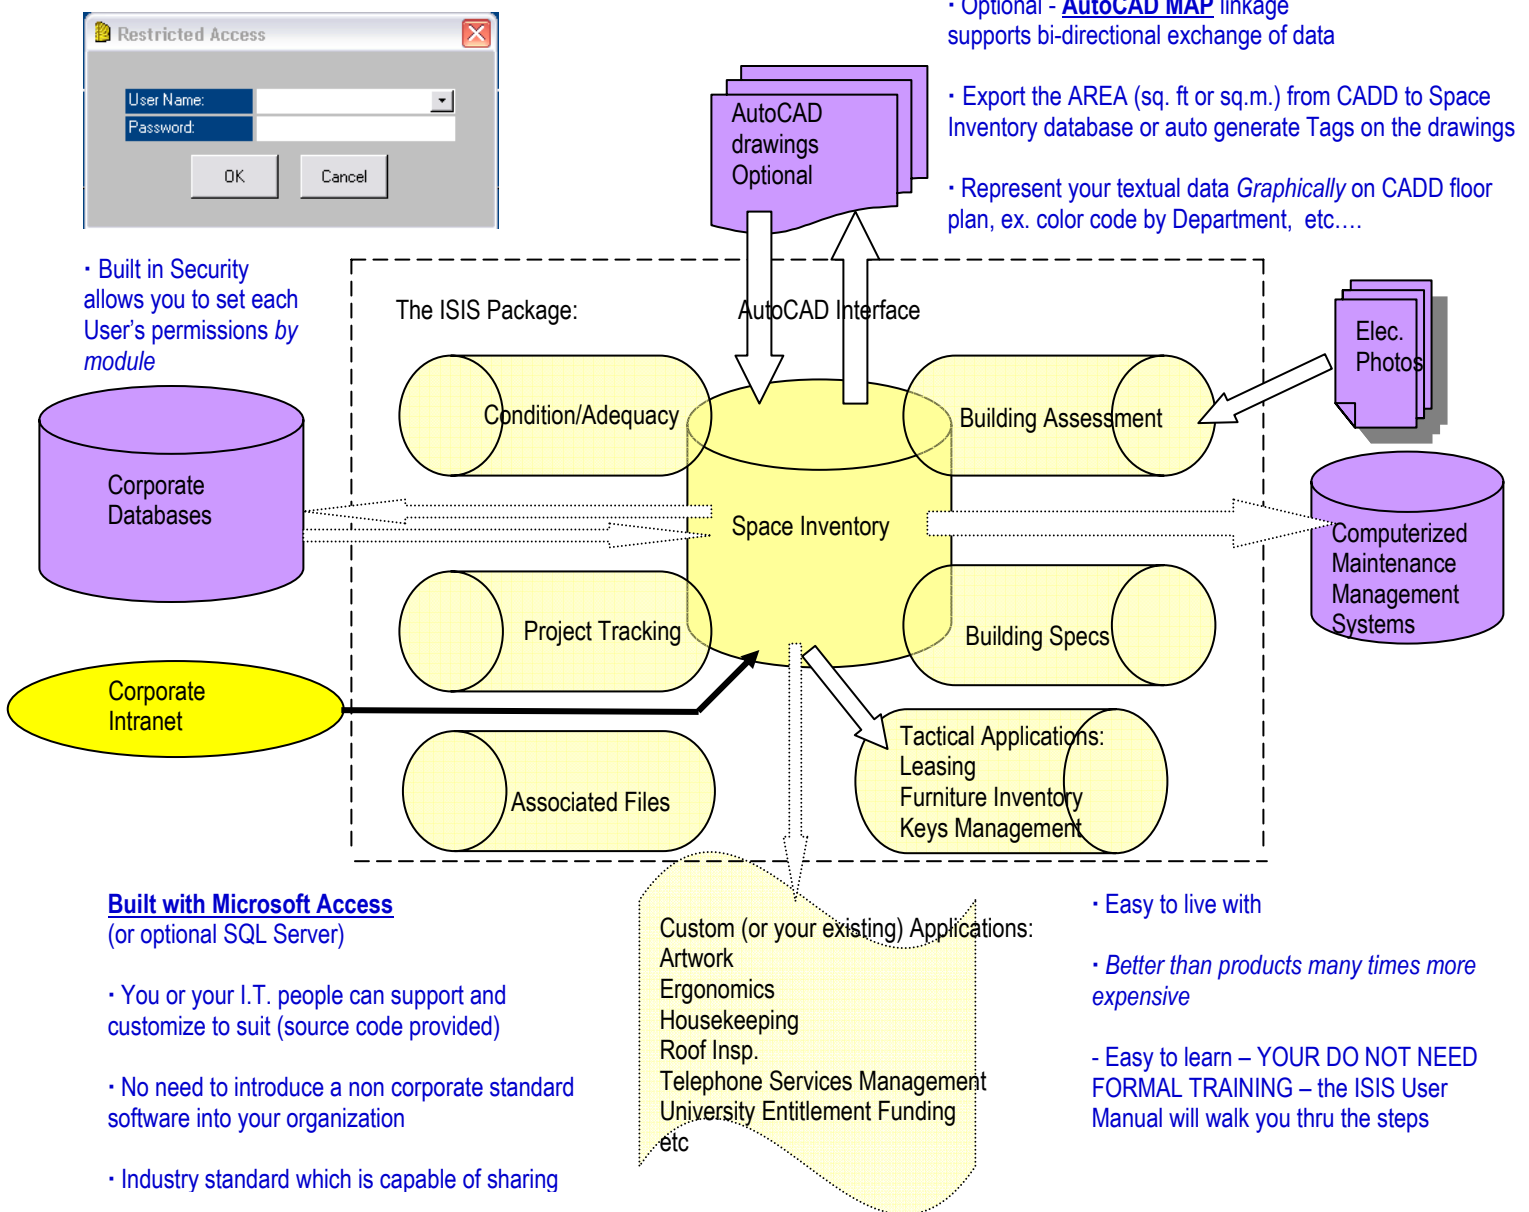 Restricted Access
User Name:
Password:
OK
Cancel
· Optional - AutoCAD MAP linkage
supports bi-directional exchange of data
· Export the AREA (sq. ft or sq.m.) from CADD to Space
Inventory database or auto generate Tags on the drawings
· Represent your textual data Graphically on CADD floor
plan, ex. color code by Department, etc….
AutoCAD
drawings
Optional
· Built in Security
allows you to set each
User’s permissions by
module
The ISIS Package:
AutoCAD Interface
Elec.
Photos
Condition/Adequacy
Building Assessment
Corporate
Databases
Space Inventory
Computerized
Maintenance
Management
Systems
Project Tracking
Building Specs
Corporate
Intranet
Tactical Applications:
Leasing
Furniture Inventory
Keys Management
Associated Files
Built with Microsoft Access
(or optional SQL Server)
· You or your I.T. people can support and
customize to suit (source code provided)
· No need to introduce a non corporate standard
software into your organization
· Industry standard which is capable of sharing
Custom (or your existing) Applications:
Artwork
Ergonomics
Housekeeping
Roof Insp.
Telephone Services Management
University Entitlement Funding
etc
· Easy to live with
· Better than products many times more
expensive
- Easy to learn – YOUR DO NOT NEED
FORMAL TRAINING – the ISIS User
Manual will walk you thru the steps